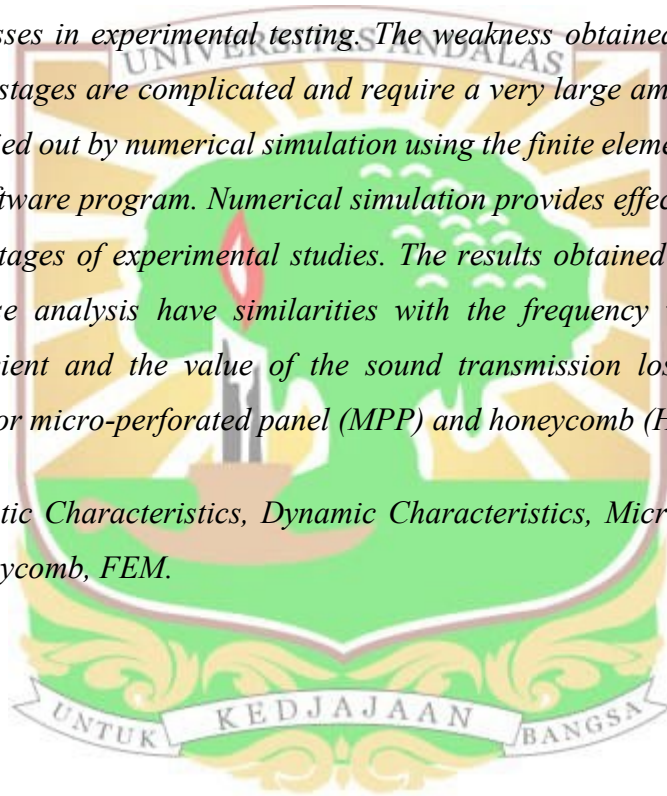 sses in experimental testing. The weakness obtained
UNIVERSITAS ANDALAS
stages are complicated and require a very large am
ied out by numerical simulation using the finite eleme
ftware program. Numerical simulation provides effec
tages of experimental studies. The results obtained
e analysis have similarities with the frequency
cient and the value of the sound transmission los
or micro-perforated panel (MPP) and honeycomb (H
tic Characteristics, Dynamic Characteristics, Micr
ycomb, FEM.
UNTUK KEDJAJAAN BANGSA